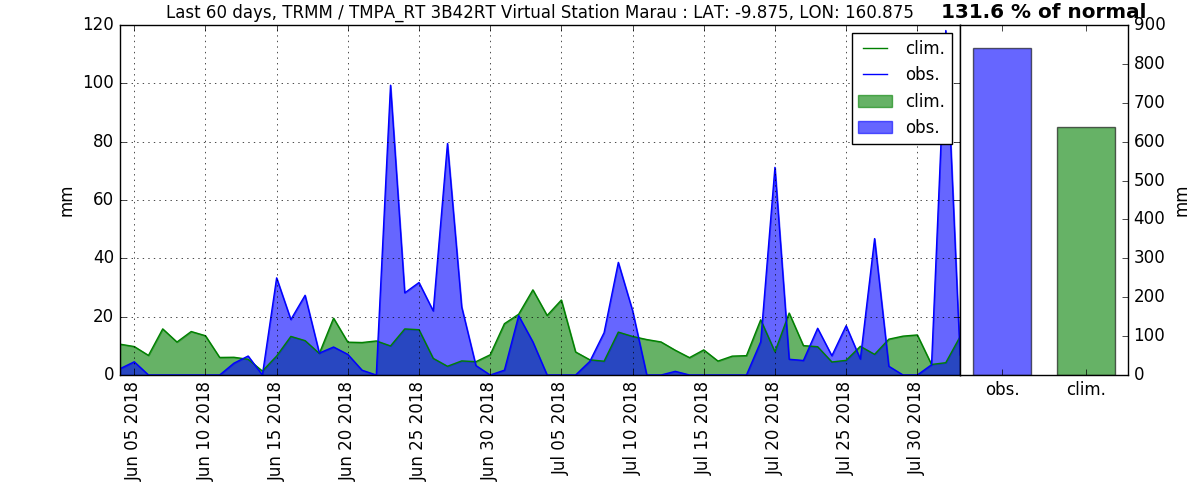 Last 60 days, TRMM / TMPA_RT 3B42RT Virtual Station Marau : LAT: -9.875, LON: 160.875
131.6 % of normal
120
100
80
60
40
20
0
mm
clim.
obs.
clim.
obs.
900
800
700
600
500
400
300
200
100
0
mm
Jun 05 2018
Jun 10 2018
Jun 15 2018
Jun 20 2018
Jun 25 2018
Jun 30 2018
Jul 05 2018
Jul 10 2018
Jul 15 2018
Jul 20 2018
Jul 25 2018
Jul 30 2018
obs.
clim.